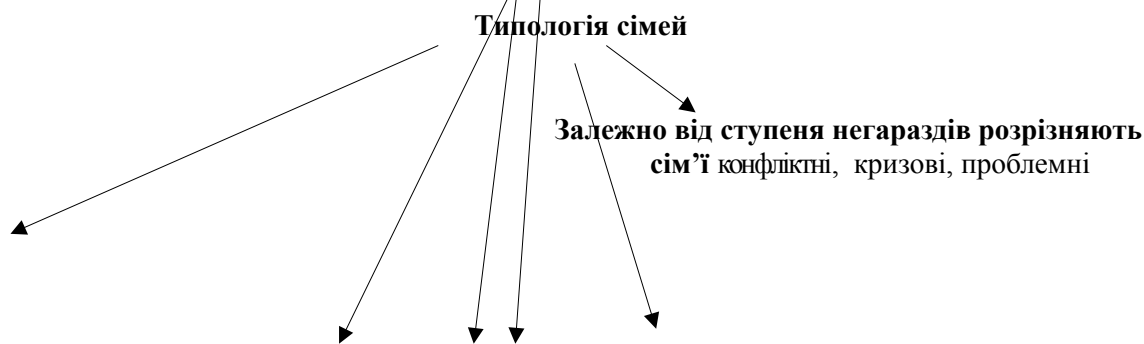 Типологія сімей
Залежно від ступеня негараздів розрізняють
сім’ї конфліктні, кризові, проблемні